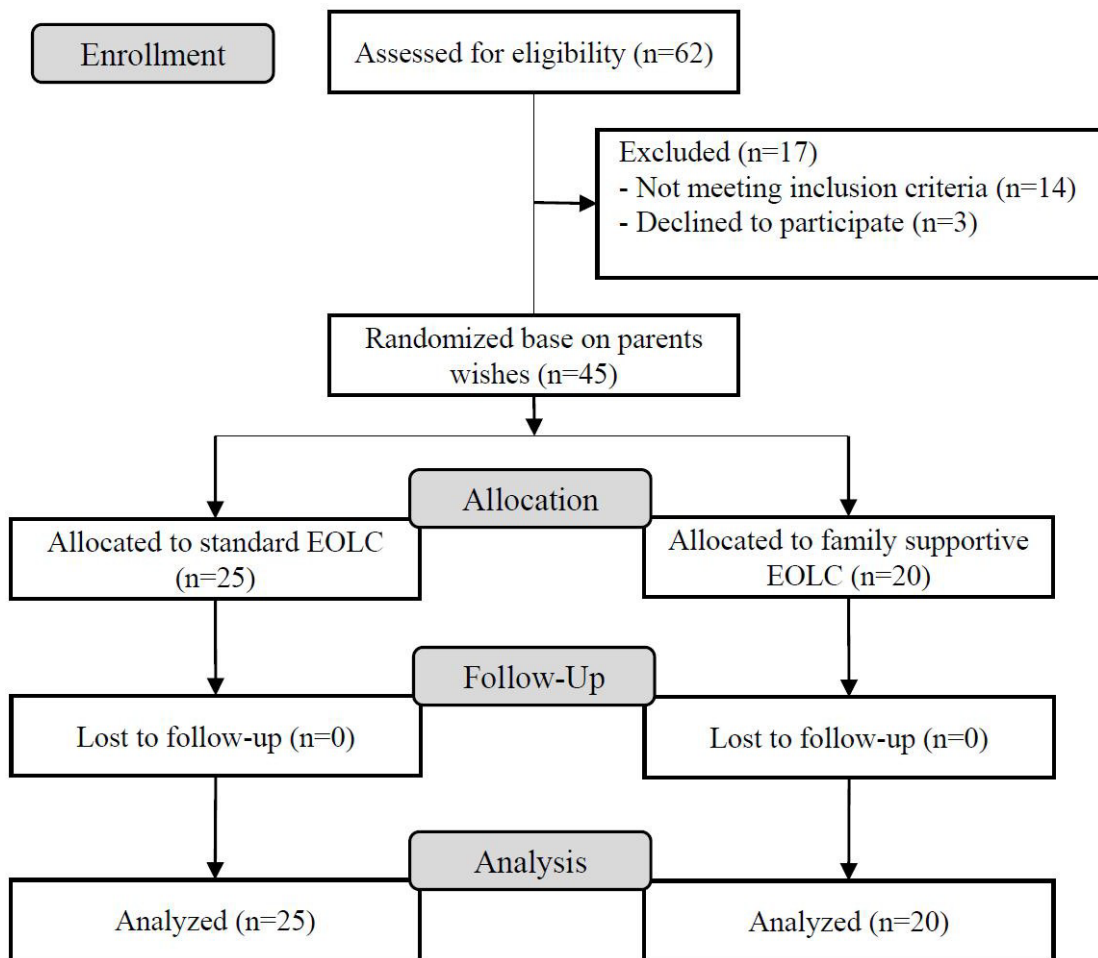 Enrollment
Assessed for eligibility (n=62)
Excluded (n=17)
- Not meeting inclusion criteria (n=14)
- Declined to participate (n=3)
Randomized base on parents
wishes (n=45)
Allocation
Allocated to standard EOLC
(n=25)
Allocated to family supportive
EOLC (n=20)
Follow-Up
Lost to follow-up (n=0)
Lost to follow-up (n=0)
Analysis
Analyzed (n=25)
Analyzed (n=20)